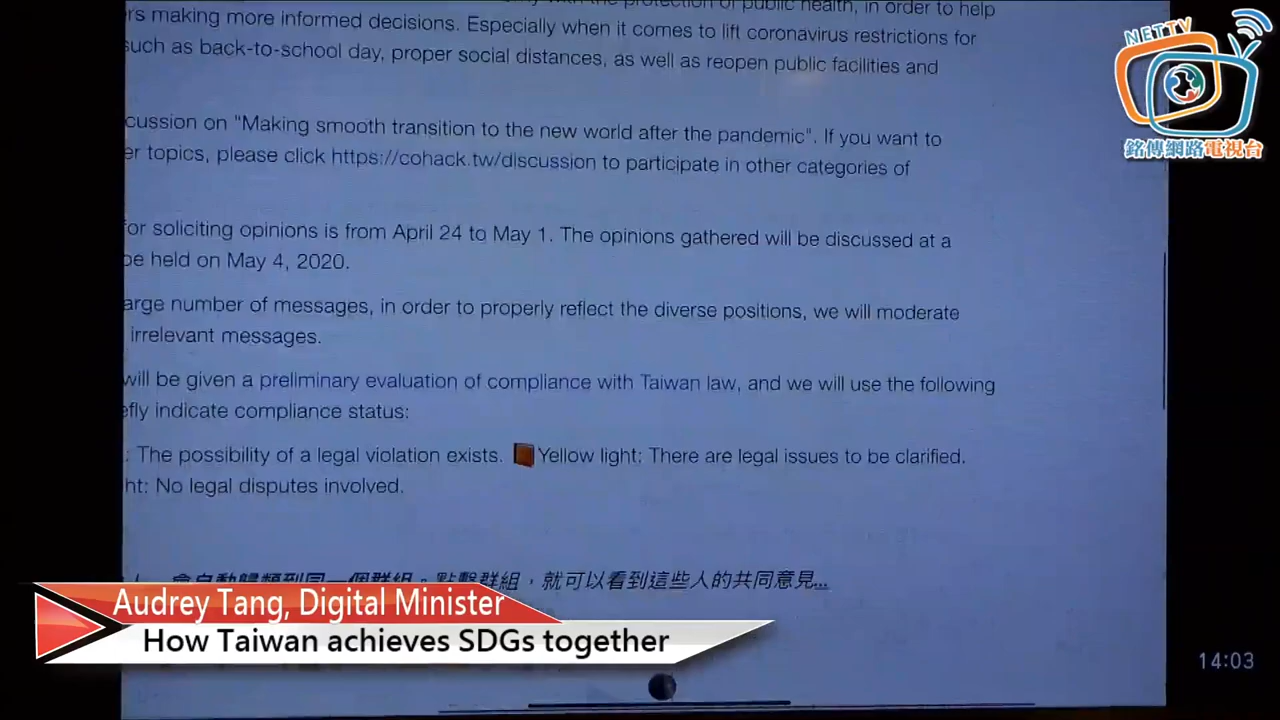 protection of public health, in order to help
rs making more informed decisions. Especially when it comes to lift coronavirus restrictions for
such as back-to-school day, proper social distances, as well as reopen public facilities and
cussion on "Making smooth transition to the new world after the pandemic". If you want to
er topics, please click https://cohack.tw/discussion to participate in other categories of
for soliciting opinions is from April 24 to May 1. The opinions gathered will be discussed at a
be held on May 4, 2020.
arge number of messages, in order to properly reflect the diverse positions, we will moderate
irrelevant messages.
will be given a preliminary evaluation of compliance with Taiwan law, and we will use the following
efly indicate compliance status:
: The possibility of a legal violation exists. Yellow light: There are legal issues to be clarified.
ht: No legal disputes involved.
會自動歸類到同一個群組。點擊群組，就可以看到這些人的共同意見...
Audrey Tang, Digital Minister
How Taiwan achieves SDGs together
14:03
NETTV
銘傳網路電視台